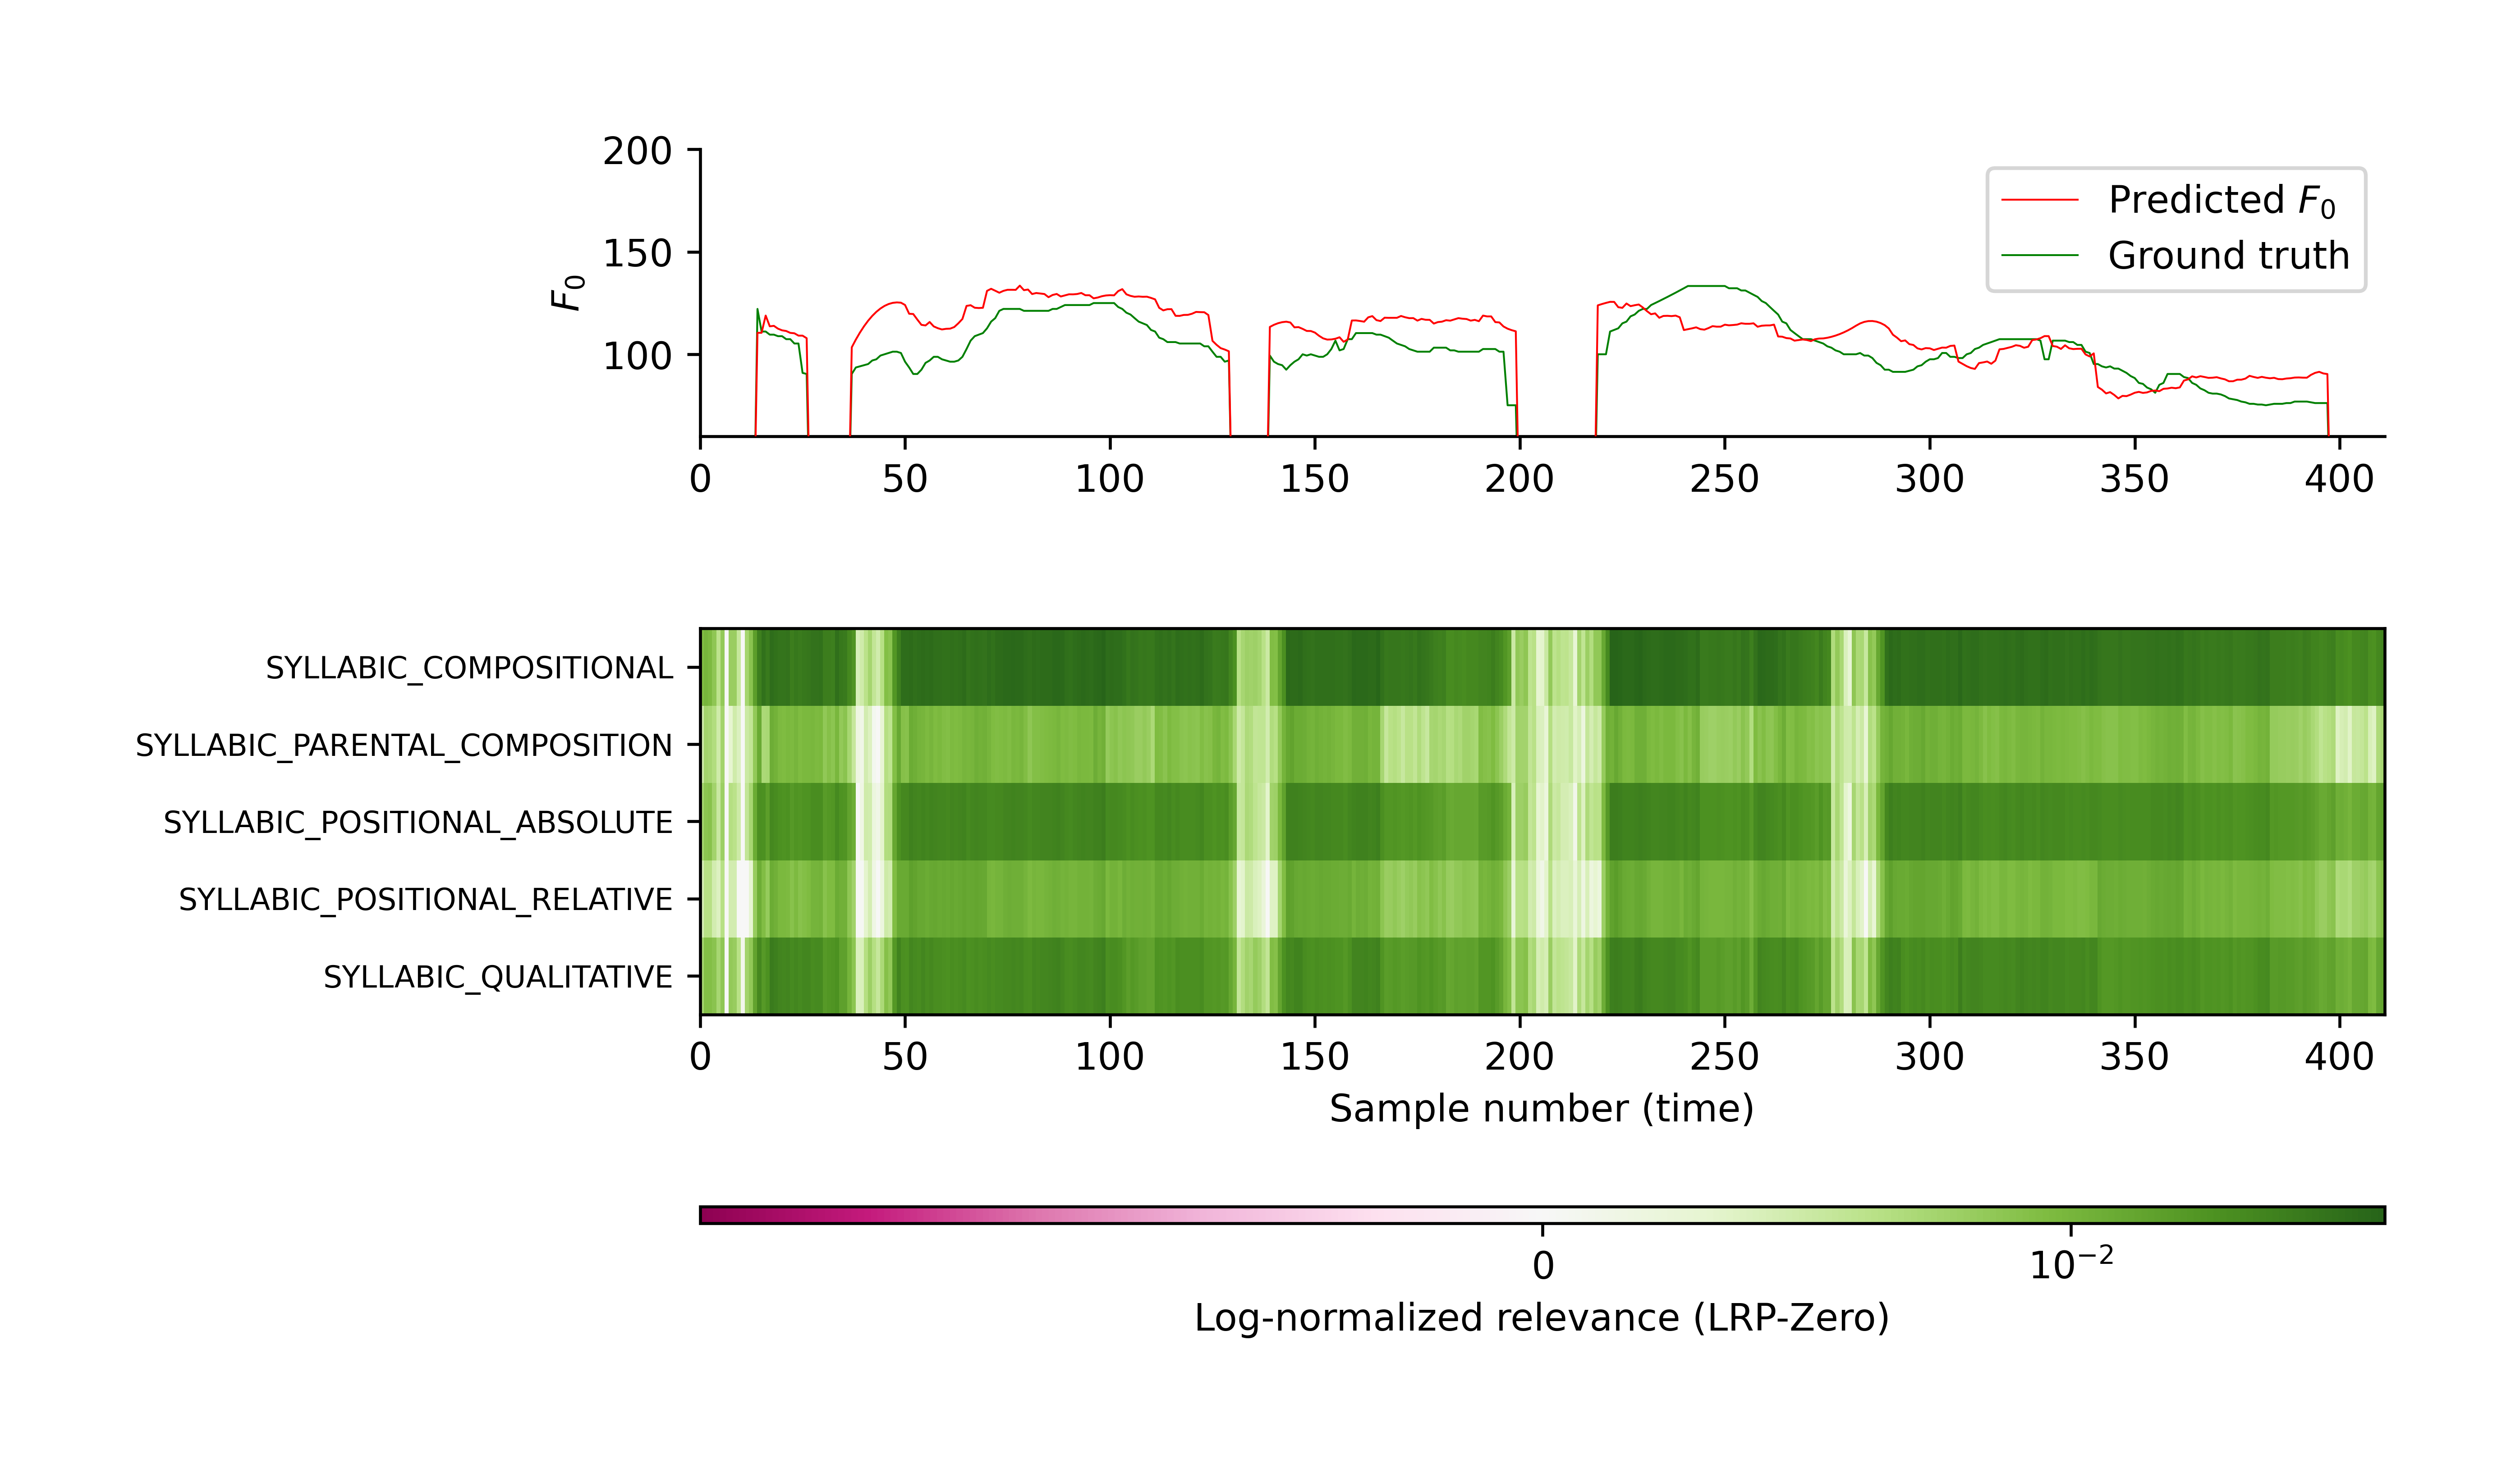 200
150
100
F₀
Predicted F₀
Ground truth
0 50 100 150 200 250 300 350 400
SYLLABIC_COMPOSITIONAL
SYLLABIC_PARENTAL_COMPOSITION
SYLLABIC_POSITIONAL_ABSOLUTE
SYLLABIC_POSITIONAL_RELATIVE
SYLLABIC_QUALITATIVE
0 50 100 150 200 250 300 350 400
Sample number (time)
0 10⁻²
Log-normalized relevance (LRP-Zero)